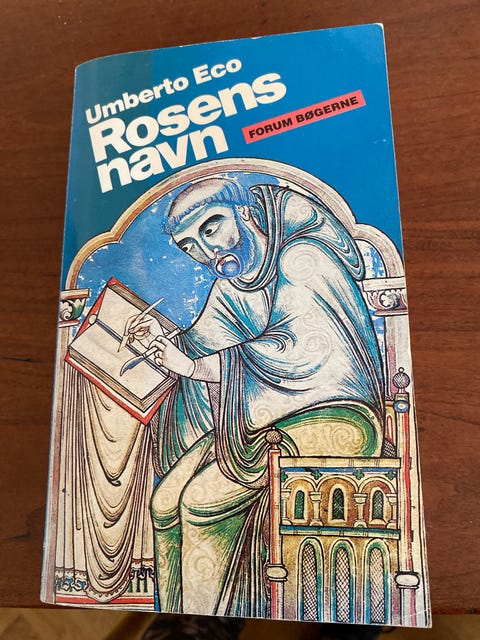 Umberto Eco
Rosens
navn
FORUM BØGERNE